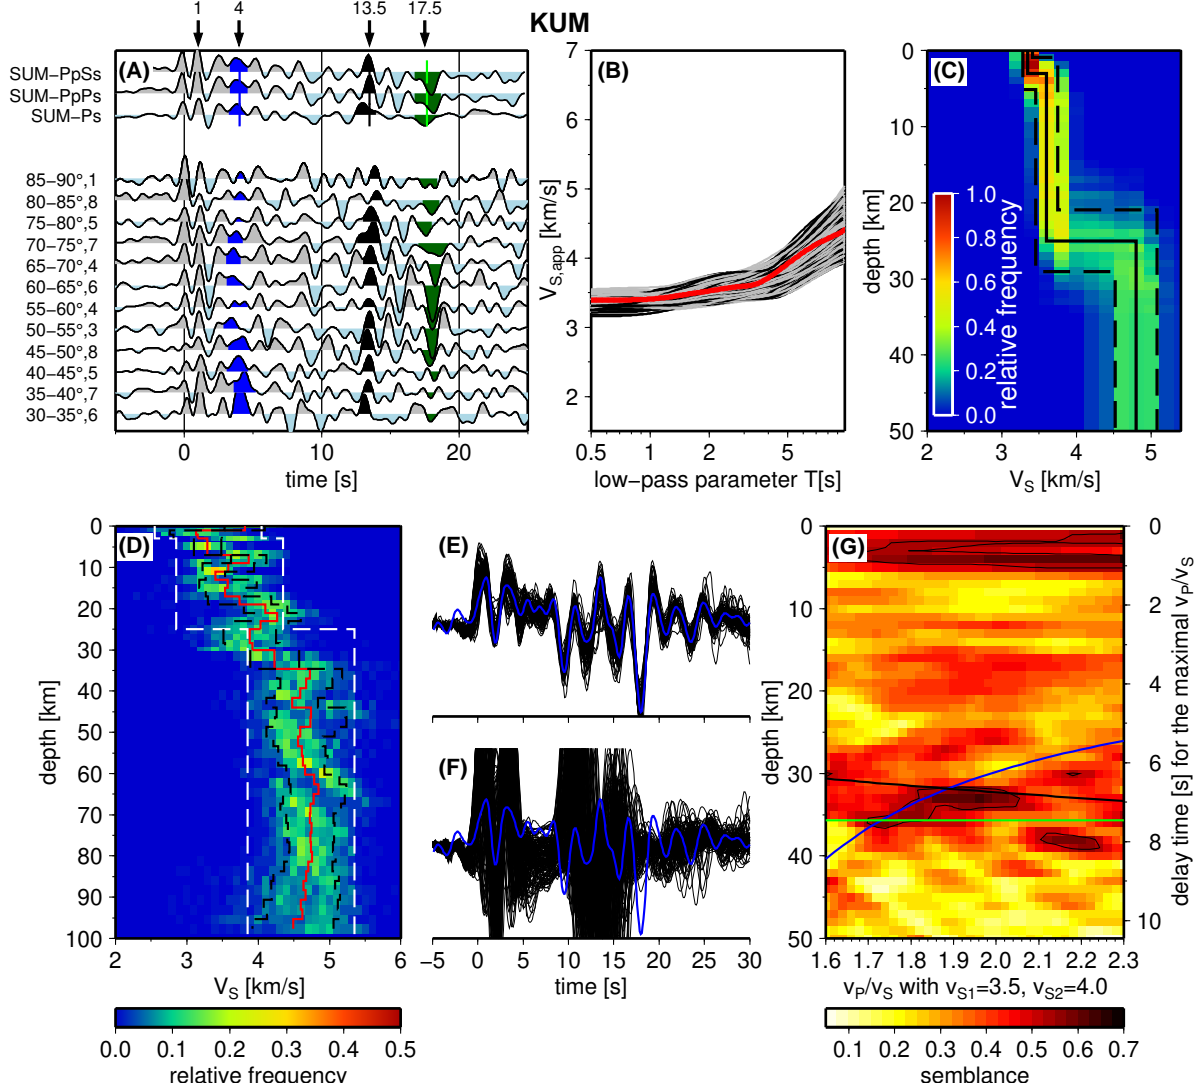 KUM
1 4 13.5 17.5
(A)
SUM−PpSs
SUM−PpPs
SUM−Ps
85−90°,1
80−85°,8
75−80°,5
70−75°,7
65−70°,4
60−65°,6
55−60°,4
50−55°,3
45−50°,8
40−45°,5
35−40°,7
30−35°,6
0 10 20
time [s]
(B)
7
6
5
4
3
2
V_S,app [km/s]
0.5 1 2 5
low−pass parameter T[s]
(C)
0
10
20
30
40
50
depth [km]
1.0
0.8
0.6
0.4
0.2
0.0
relative frequency
2 3 4 5
V_S [km/s]
(D)
0
10
20
30
40
50
60
70
80
90
100
depth [km]
2 3 4 5 6
V_S [km/s]
0.0 0.1 0.2 0.3 0.4 0.5
relative frequency
(E)
(F)
−5 0 5 10 15 20 25 30
time [s]
(G)
0
10
20
30
40
50
depth [km]
0
2
4
6
8
10
delay time [s] for the maximal v_P/v_S
1.6 1.7 1.8 1.9 2.0 2.1 2.2 2.3
v_P/v_S with v_S1=3.5, v_S2=4.0
0.1 0.2 0.3 0.4 0.5 0.6 0.7
semblance